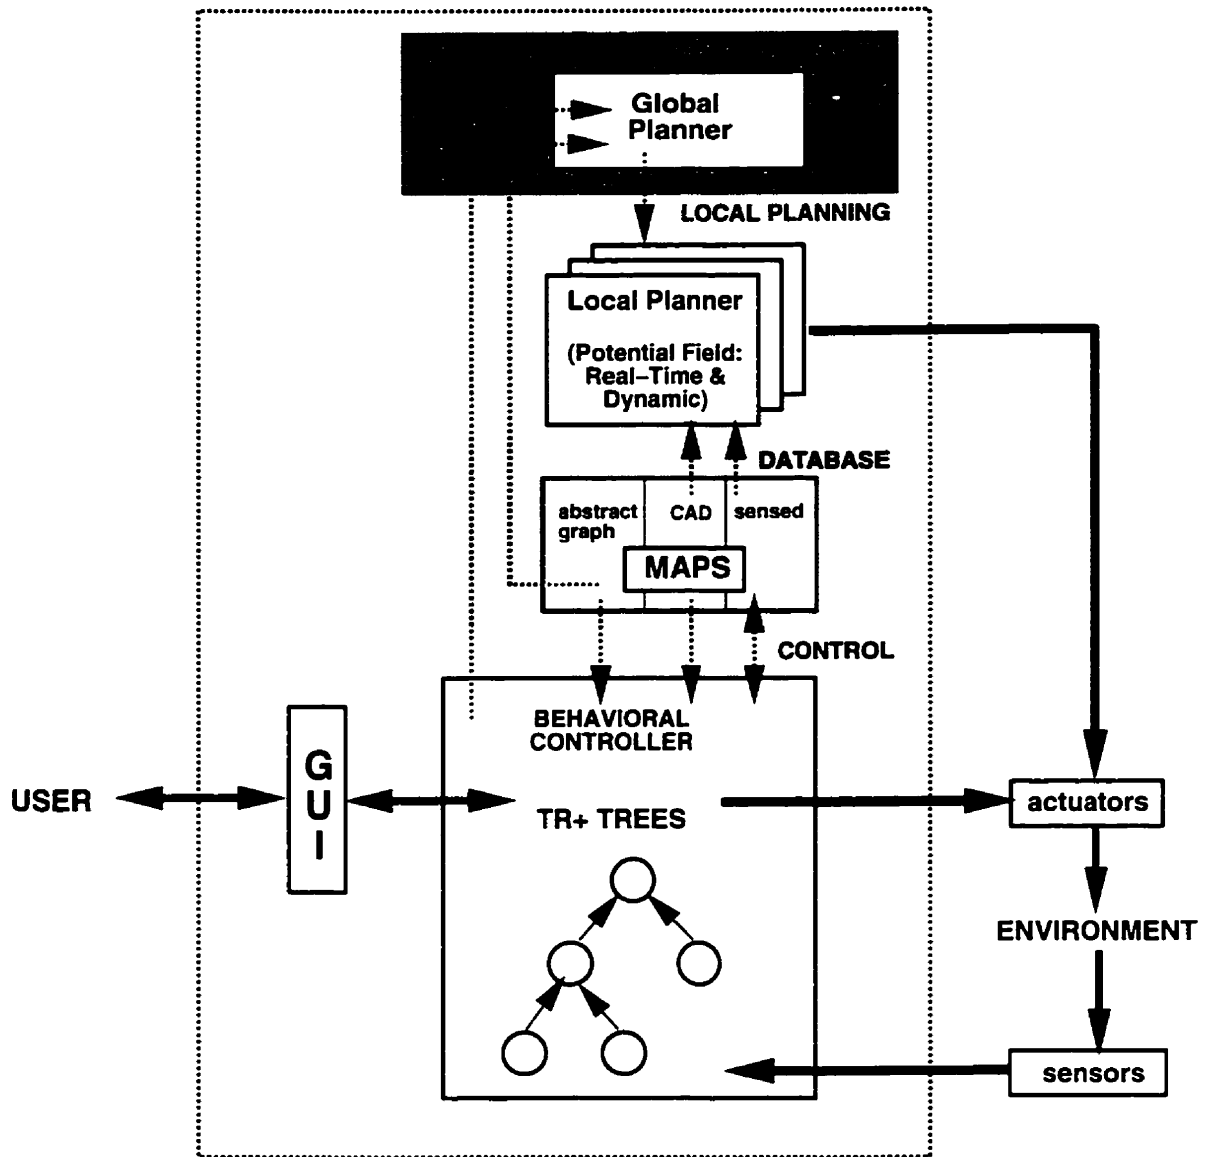 Global
Planner
LOCAL PLANNING
Local Planner
(Potential Field:
Real–Time &
Dynamic)
DATABASE
abstract
graph
CAD
sensed
MAPS
CONTROL
BEHAVIORAL
CONTROLLER
G
U
I
USER
TR+ TREES
actuators
ENVIRONMENT
sensors